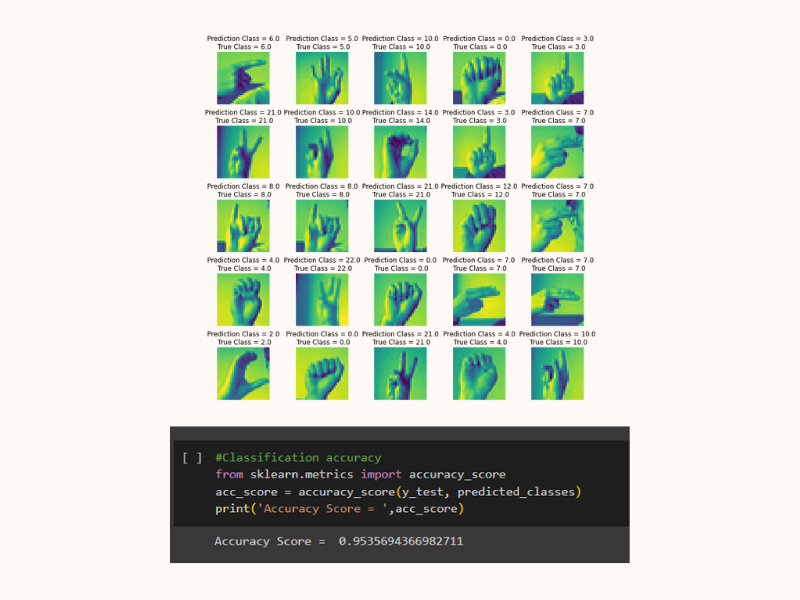 Prediction Class = 6.0 Prediction Class = 5.0 Prediction Class = 10.0 Prediction Class = 0.0 Prediction Class = 3.0
True Class = 6.0 True Class = 5.0 True Class = 10.0 True Class = 0.0 True Class = 3.0
Prediction Class = 21.0 Prediction Class = 10.0 Prediction Class = 14.0 Prediction Class = 3.0 Prediction Class = 7.0
True Class = 21.0 True Class = 10.0 True Class = 14.0 True Class = 3.0 True Class = 7.0
Prediction Class = 8.0 Prediction Class = 8.0 Prediction Class = 21.0 Prediction Class = 12.0 Prediction Class = 7.0
True Class = 8.0 True Class = 8.0 True Class = 21.0 True Class = 12.0 True Class = 7.0
Prediction Class = 4.0 Prediction Class = 22.0 Prediction Class = 0.0 Prediction Class = 7.0 Prediction Class = 7.0
True Class = 4.0 True Class = 22.0 True Class = 0.0 True Class = 7.0 True Class = 7.0
Prediction Class = 2.0 Prediction Class = 0.0 Prediction Class = 21.0 Prediction Class = 4.0 Prediction Class = 10.0
True Class = 2.0 True Class = 0.0 True Class = 21.0 True Class = 4.0 True Class = 10.0
[ ] #Classification accuracy
from sklearn.metrics import accuracy_score
acc_score = accuracy_score(y_test, predicted_classes)
print('Accuracy Score = ',acc_score)
Accuracy Score =  0.9535694366982711